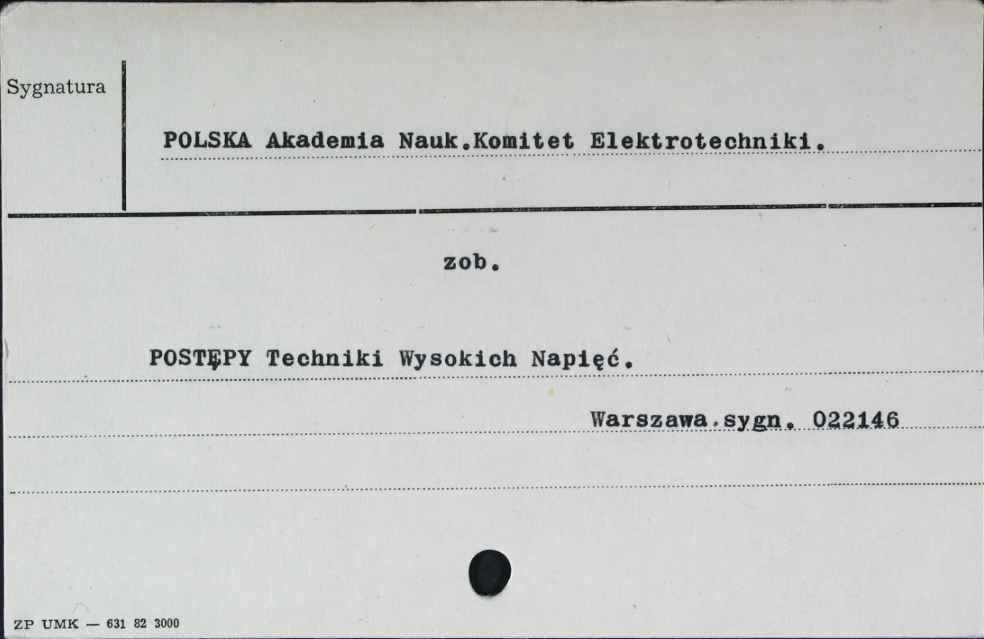 Sygnatura
POLSKA Akademia Nauk.Komitet Elektrotechniki.
zob.
POSTĘPY Techniki Wysokich Napięć.
Warszawa.sygn. 022146
ZP UMK — 631 82 3000